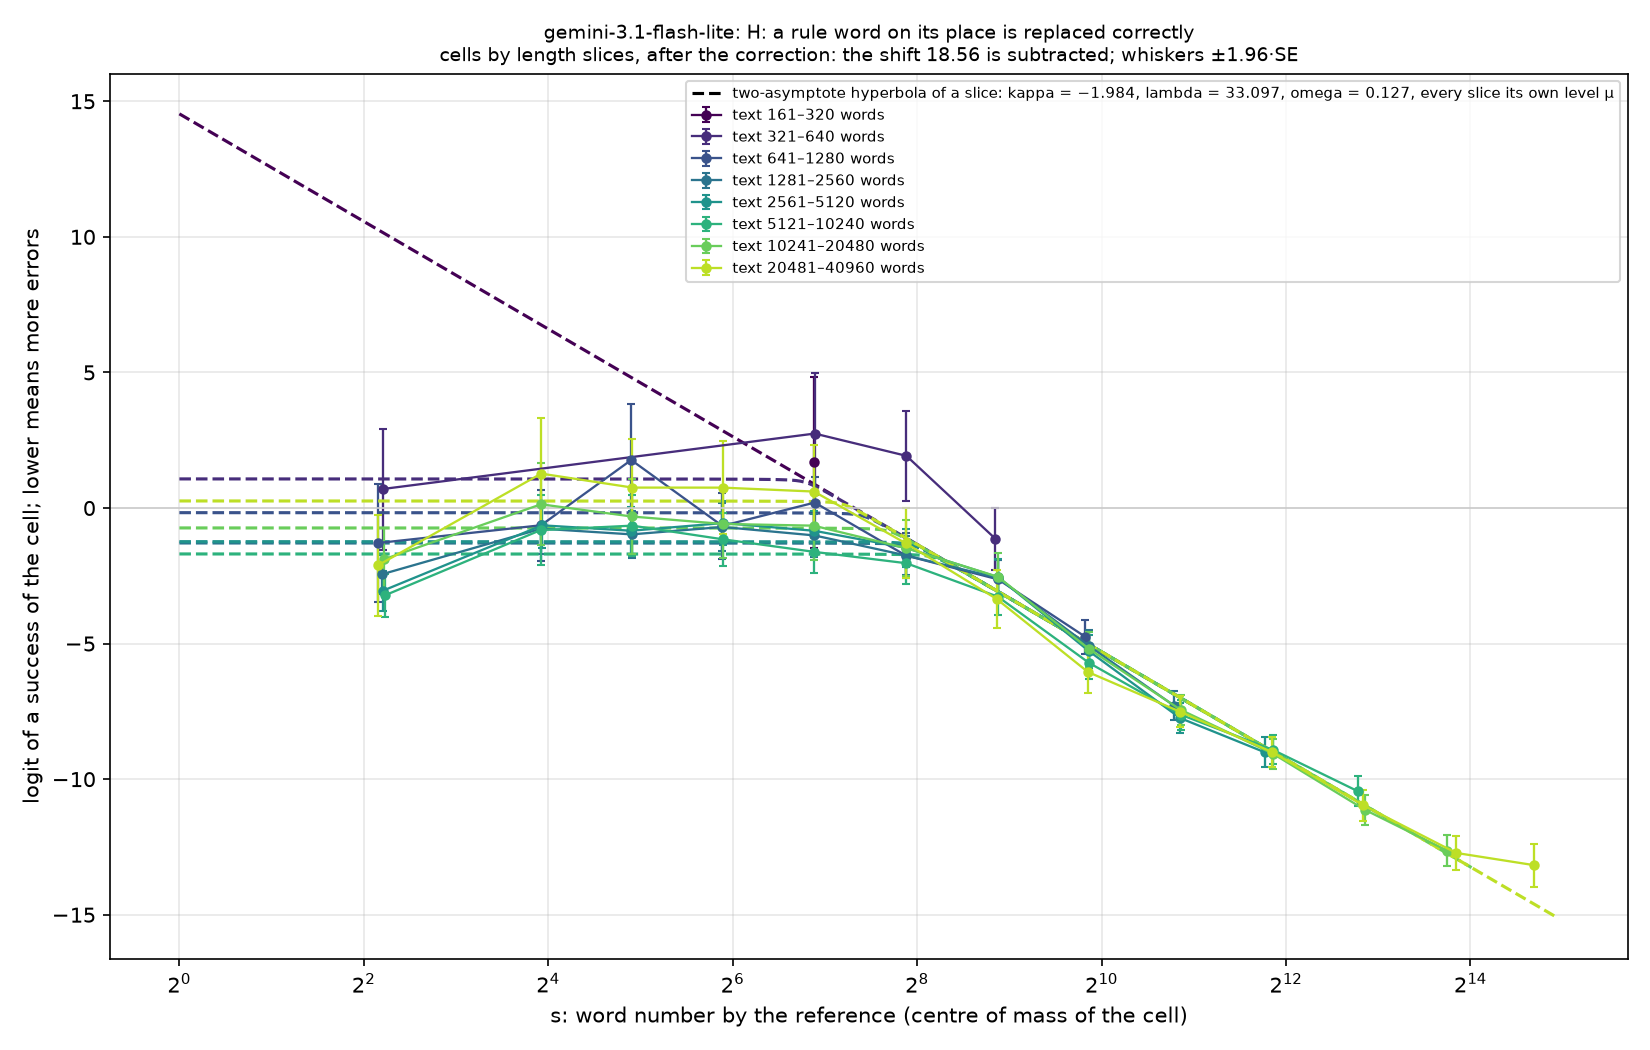 gemini-3.1-flash-lite: H: a rule word on its place is replaced correctly
cells by length slices, after the correction: the shift 18.56 is subtracted; whiskers ±1.96·SE
two-asymptote hyperbola of a slice: kappa = −1.984, lambda = 33.097, omega = 0.127, every slice its own level μ
text 161–320 words
text 321–640 words
text 641–1280 words
text 1281–2560 words
text 2561–5120 words
text 5121–10240 words
text 10241–20480 words
text 20481–40960 words
logit of a success of the cell; lower means more errors
15
10
5
0
−5
−10
−15
2^0 2^2 2^4 2^6 2^8 2^10 2^12 2^14
s: word number by the reference (centre of mass of the cell)